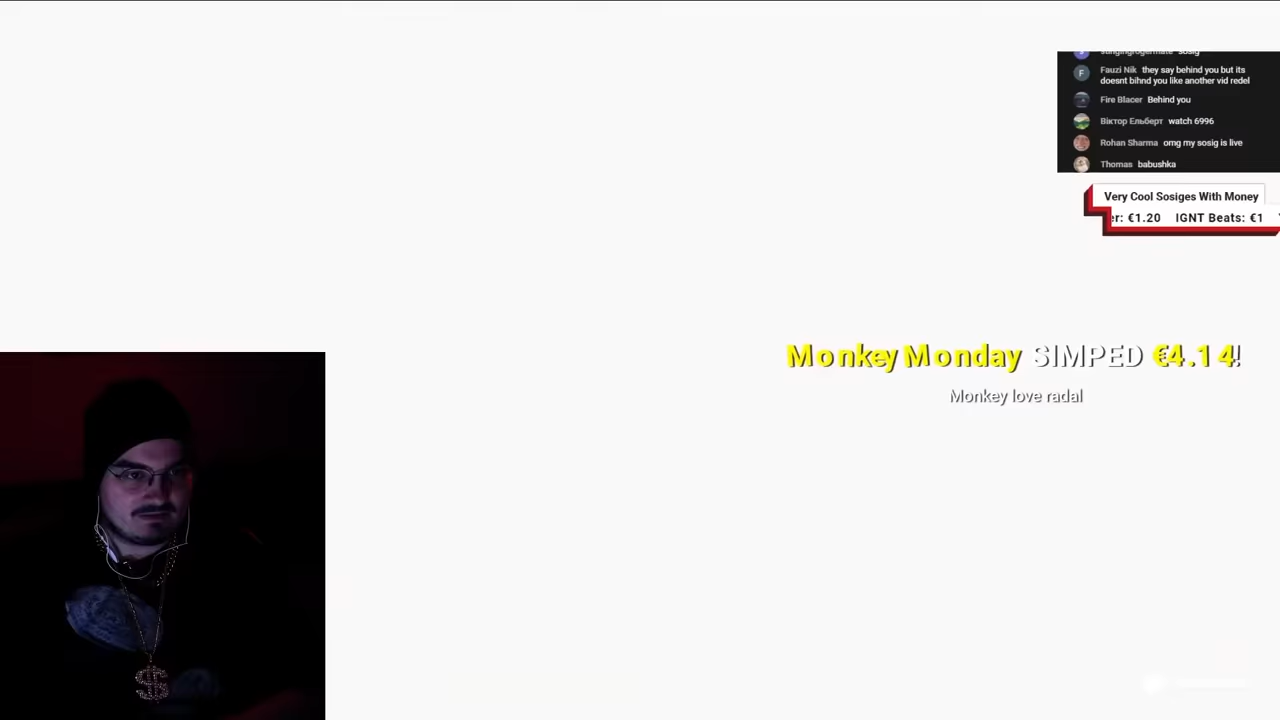 Fauzi Nik they say behind you but its
doesnt bihnd you like another vid redel
Fire Blacer Behind you
Віктор Ельберт watch 6996
Rohan Sharma omg my sosig is live
Thomas babushka
Very Cool Sosiges With Money
er: €1.20 IGNT Beats: €1
Monkey Monday SIMPED €4.14!
Monkey love radal